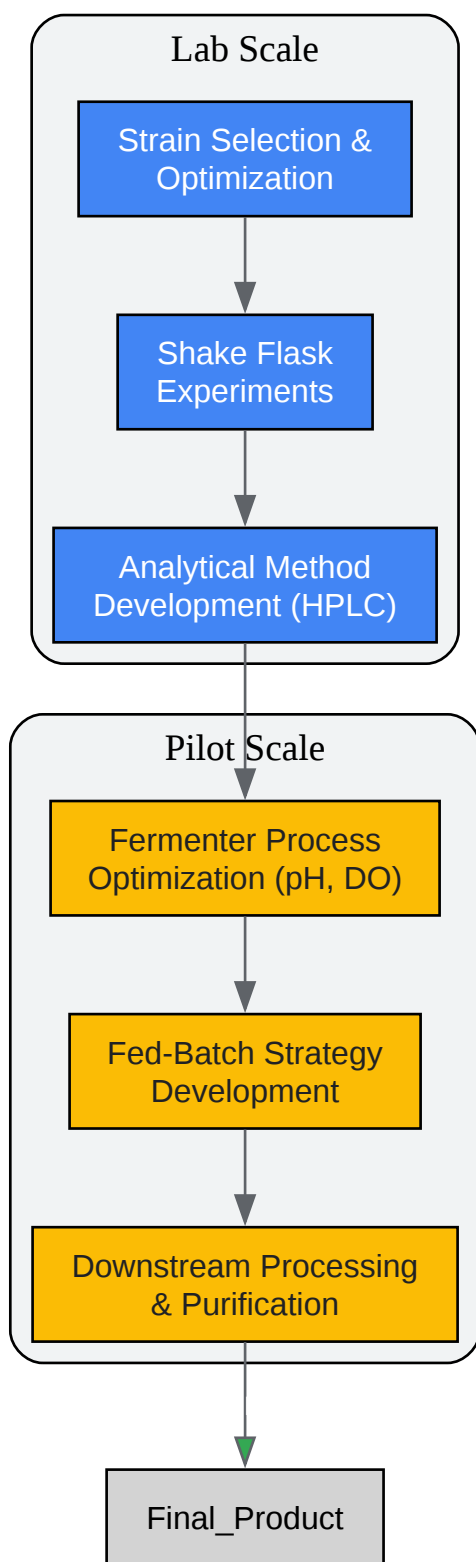 Lab Scale
Strain Selection &
Optimization
Shake Flask
Experiments
Analytical Method
Development (HPLC)
Pilot Scale
Fermenter Process
Optimization (pH, DO)
Fed-Batch Strategy
Development
Downstream Processing
& Purification
Final_Product